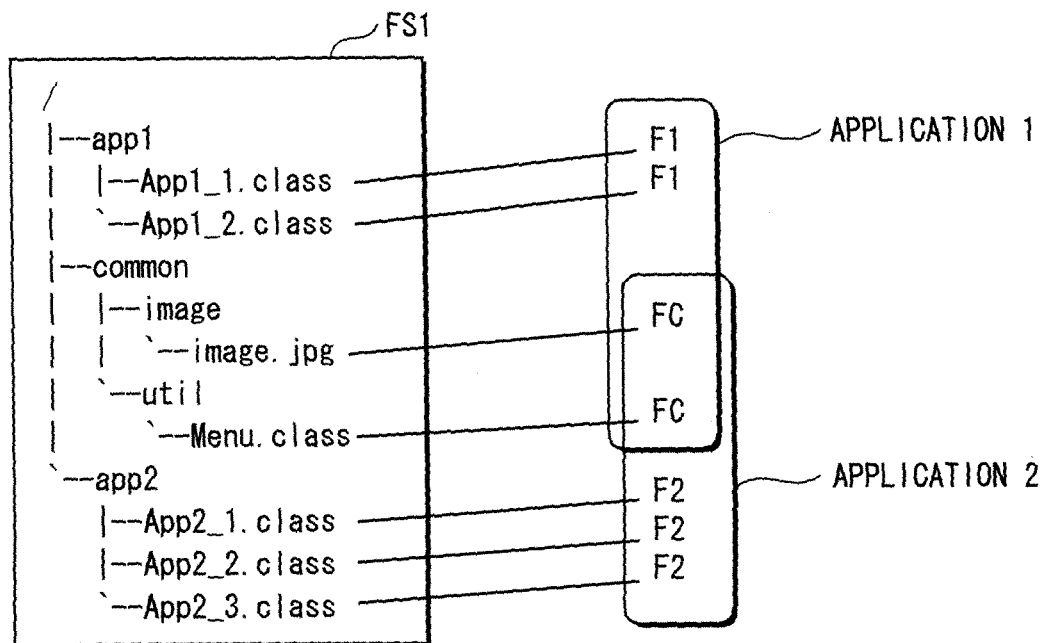 FS1
/
|--app1
| |--App1_1.class
| `--App1_2.class
|--common
| |--image
| | `--image.jpg
| `--util
| `--Menu.class
`--app2
|--App2_1.class
|--App2_2.class
`--App2_3.class
F1
F1
FC
FC
F2
F2
F2
APPLICATION 1
APPLICATION 2